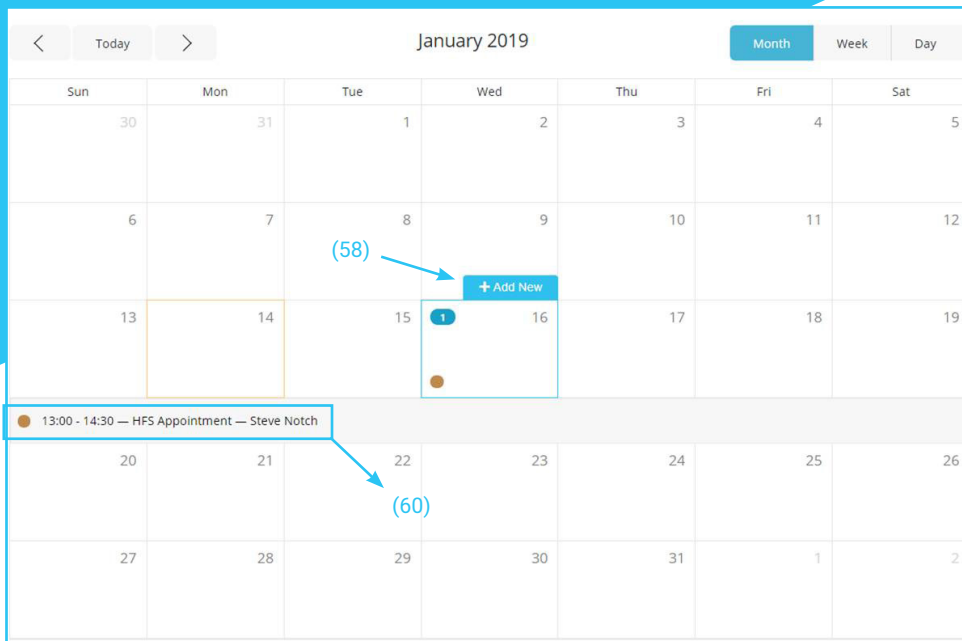 Today
January 2019
Month Week Day
Sun Mon Tue Wed Thu Fri Sat
30 31 1 2 3 4 5
6 7 8 9 10 11 12
(58)
+ Add New
13 14 15 1 16 17 18 19
13:00 - 14:30 — HFS Appointment — Steve Notch
20 21 22 23 24 25 26
(60)
27 28 29 30 31 1 2